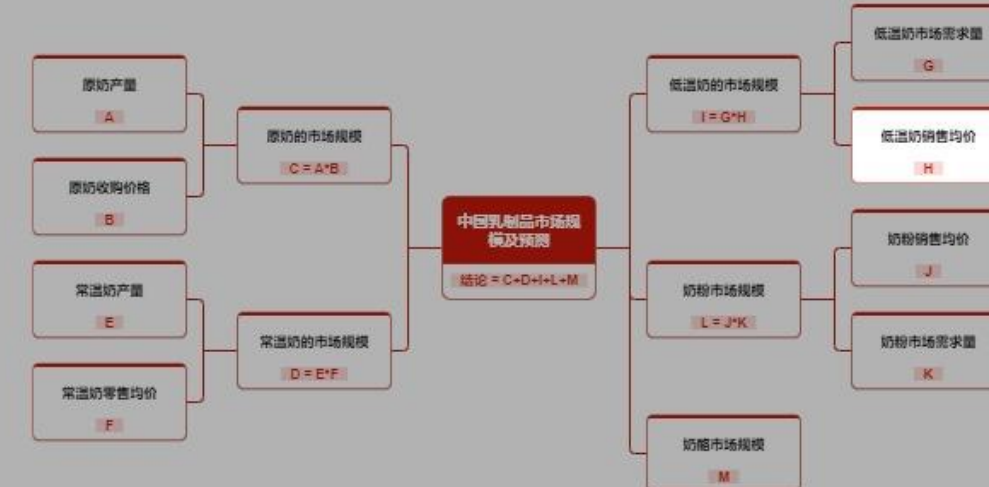 原奶产量
A
原奶收购价格
B
常温奶产量
E
常温奶零售均价
F
原奶的市场规模
C = A*B
常温奶的市场规模
D = E*F
中国乳制品市场规
模及预测
结论 = C+D+I+L+M
低温奶的市场规模
I = G*H
奶粉市场规模
L = J*K
奶酪市场规模
M
低温奶市场需求量
G
低温奶销售均价
H
奶粉销售均价
J
奶粉市场需求量
K